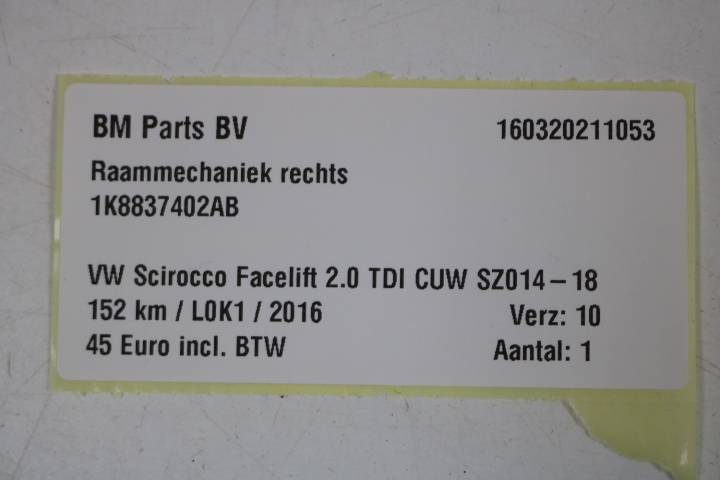 BM Parts BV 160320211053
Raammechaniek rechts
1K8837402AB
VW Scirocco Facelift 2.0 TDI CUW SZ014-18
152 km / L0K1 / 2016 Verz: 10
45 Euro incl. BTW Aantal: 1